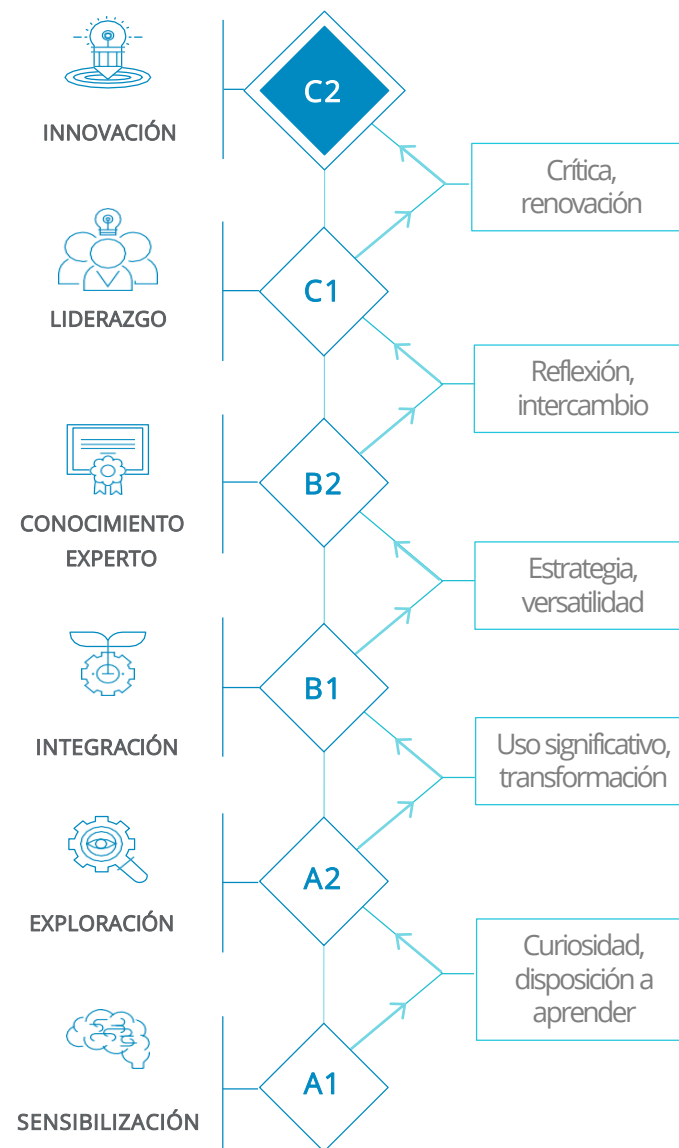 C2
INNOVACIÓN
Crítica,
renovación
C1
LIDERAZGO
Reflexión,
intercambio
B2
CONOCIMIENTO
EXPERTO
Estrategia,
versatilidad
B1
INTEGRACIÓN
Uso significativo,
transformación
A2
EXPLORACIÓN
Curiosidad,
disposición a
aprender
A1
SENSIBILIZACIÓN